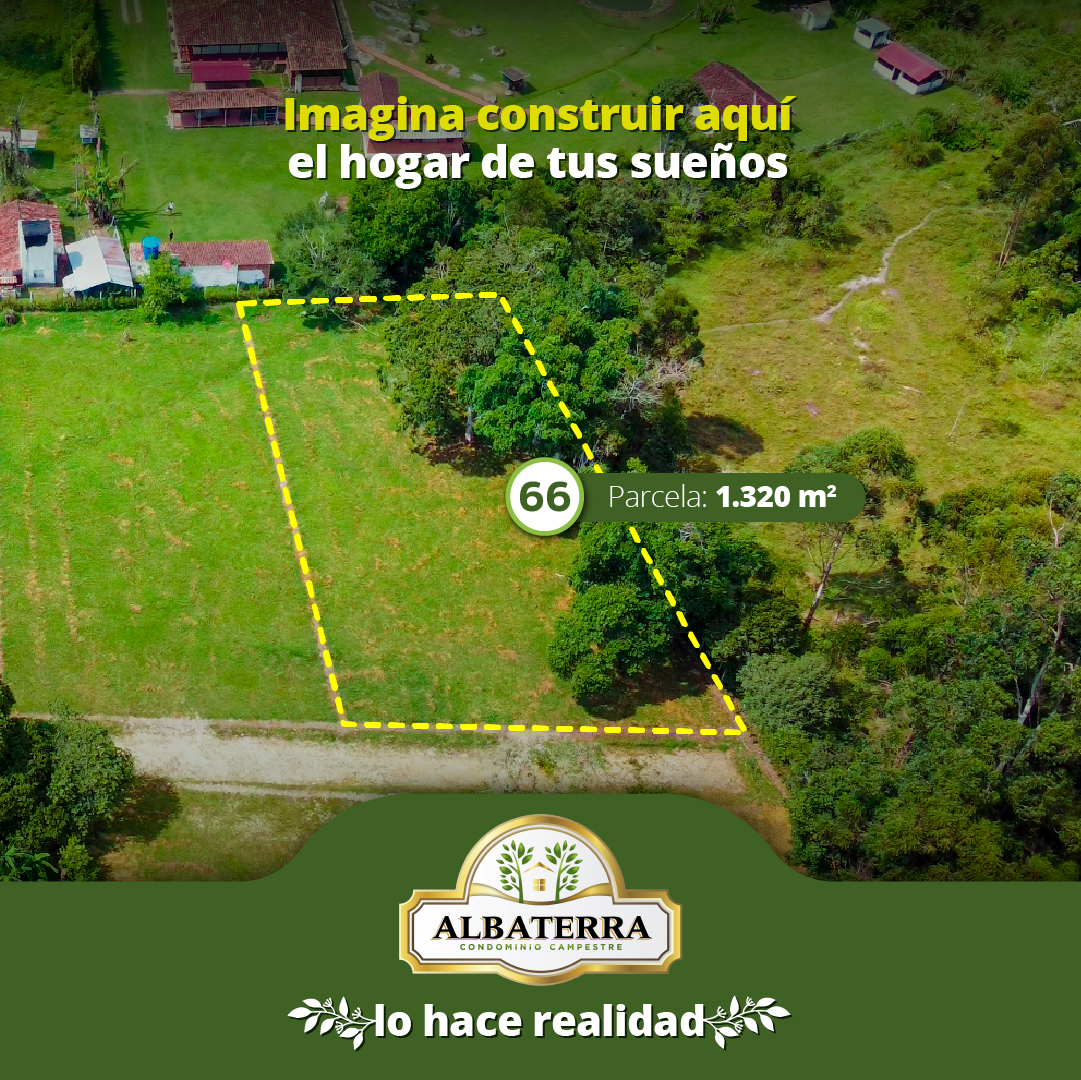 Imagina construir aquí
el hogar de tus sueños
66
Parcela: 1.320 m²
ALBATERRA
CONDOMINIO CAMPESTRE
lo hace realidad